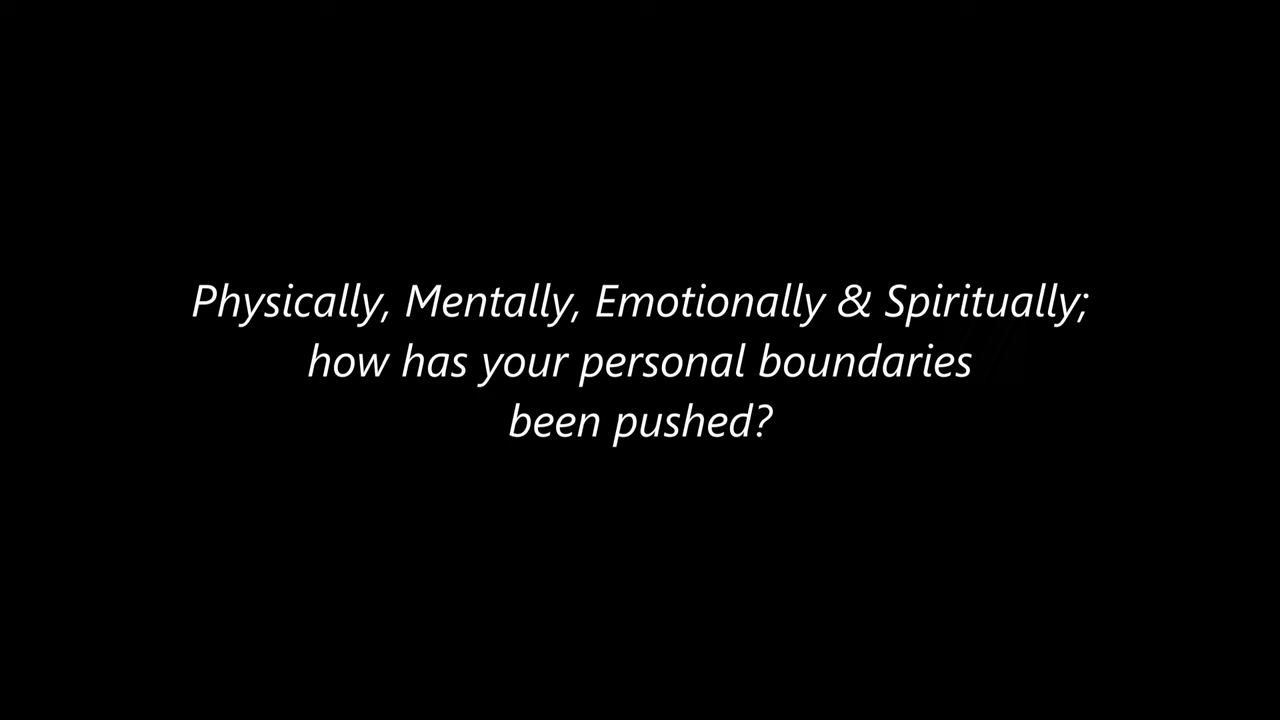 Physically, Mentally, Emotionally & Spiritually;
how has your personal boundaries
been pushed?